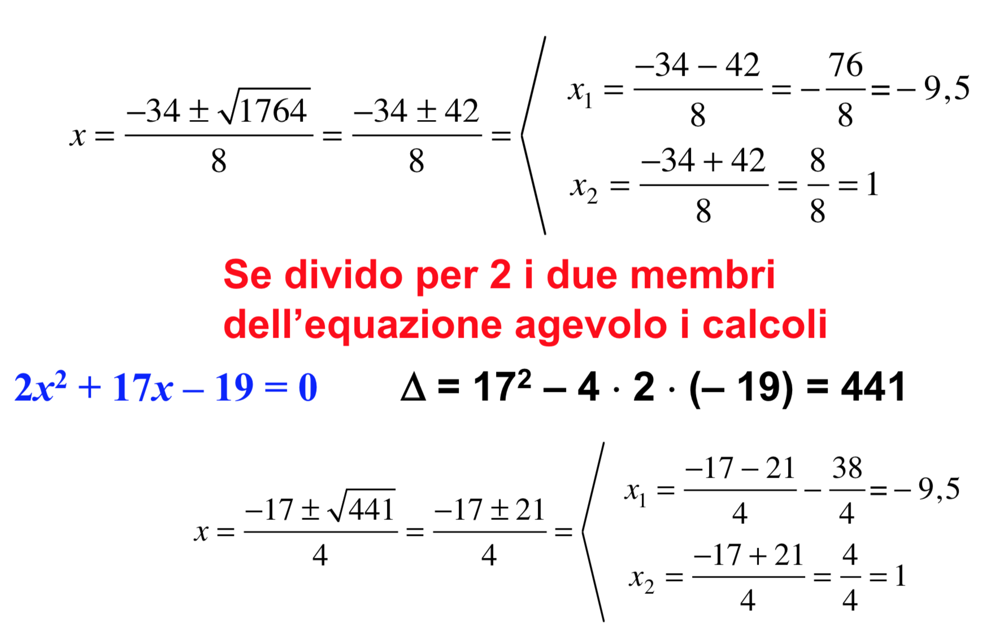 x = (−34 ± √1764)/8 = (−34 ± 42)/8 =
x₁ = (−34 − 42)/8 = − 76/8 = − 9,5
x₂ = (−34 + 42)/8 = 8/8 = 1
Se divido per 2 i due membri
dell’equazione agevolo i calcoli
2x² + 17x – 19 = 0 Δ = 17² – 4 · 2 · (– 19) = 441
x = (−17 ± √441)/4 = (−17 ± 21)/4 =
x₁ = (−17 − 21)/4 − 38/4 = − 9,5
x₂ = (−17 + 21)/4 = 4/4 = 1